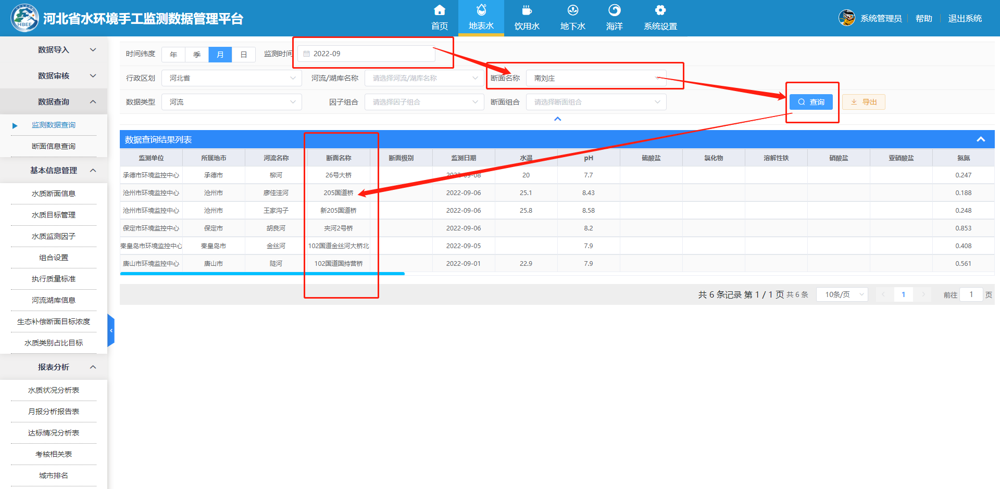 河北省水环境手工监测数据管理平台
首页
地表水
饮用水
地下水
海洋
系统设置
系统管理员
帮助
退出系统
HBEE
数据导入
数据审核
数据查询
监测数据查询
断面信息查询
基本信息管理
水质断面信息
水质目标管理
水质监测因子
组合设置
执行质量标准
河流湖库信息
生态补偿断面目标浓度
水质类别占比目标
报表分析
水质状况分析表
月报分析报告表
达标情况分析表
考核相关表
城市排名
时间纬度 年 季 月 日 监测时间 2022-09
行政区划 河北省 河流/湖库名称 请选择河流/湖库名称 断面名称 南刘庄
数据类型 河流 因子组合 请选择因子组合 断面组合 请选择断面组合 查询 导出
数据查询结果列表
监测单位 所属地市 河流名称 断面名称 断面级别 监测日期 水温 pH 硫酸盐 氯化物 溶解性铁 硝酸盐 亚硝酸盐 氨氮
承德市环境监控中心 承德市 柳河 26号大桥 2022-09-08 20 7.7 0.247
沧州市环境监控中心 沧州市 廖佳洼河 205国道桥 2022-09-06 25.1 8.43 0.188
沧州市环境监控中心 沧州市 王家沟子 新205国道桥 2022-09-06 25.8 8.58 0.248
保定市环境监控中心 保定市 胡良河 夹河2号桥 2022-09-06 8.2 0.853
秦皇岛市环境监控中心 秦皇岛市 金丝河 102国道金丝河大桥北 2022-09-05 7.9 0.408
唐山市环境监控中心 唐山市 陡河 102国道国持营桥 2022-09-01 22.9 7.9 0.561
共 6 条记录 第 1 / 1 页 共 6 条 10条/页 1 前往 1 页